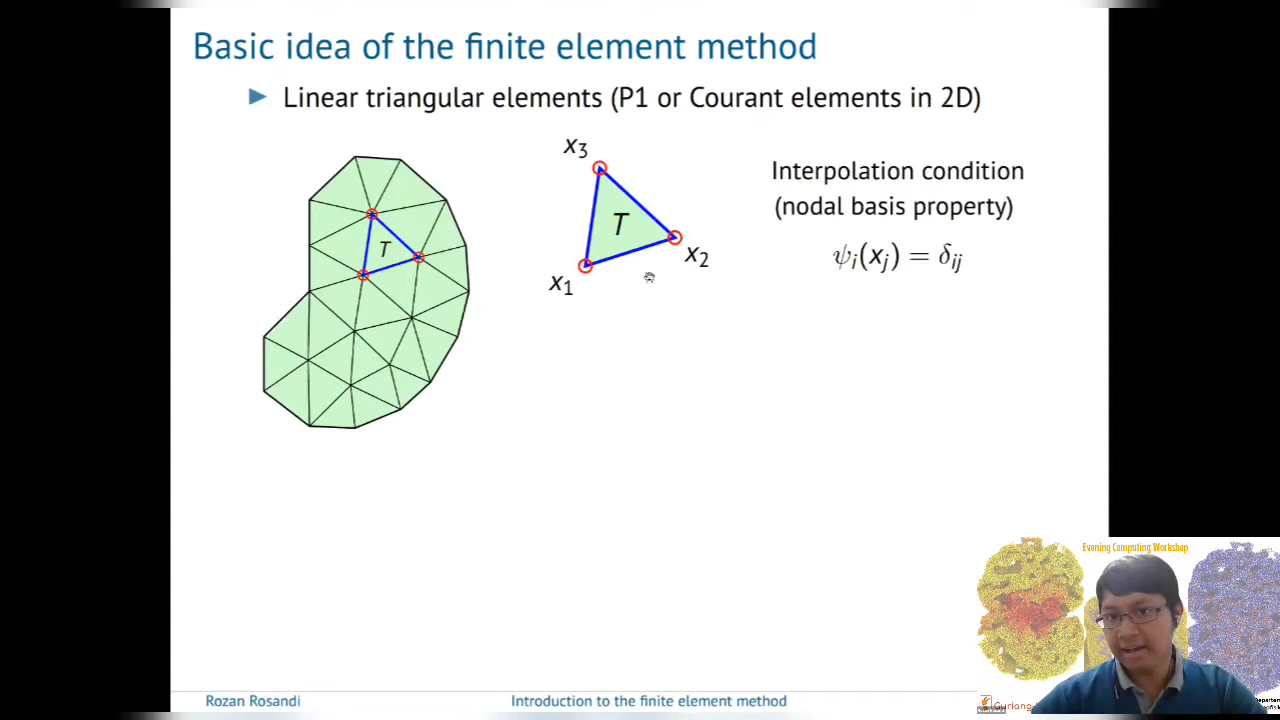 Basic idea of the finite element method
▶ Linear triangular elements (P1 or Courant elements in 2D)
x3
T
x1
x2
T
Interpolation condition
(nodal basis property)
ψi(xj) = δij
Evening Computing Workshop
Rozan Rosandi
Introduction to the finite element method